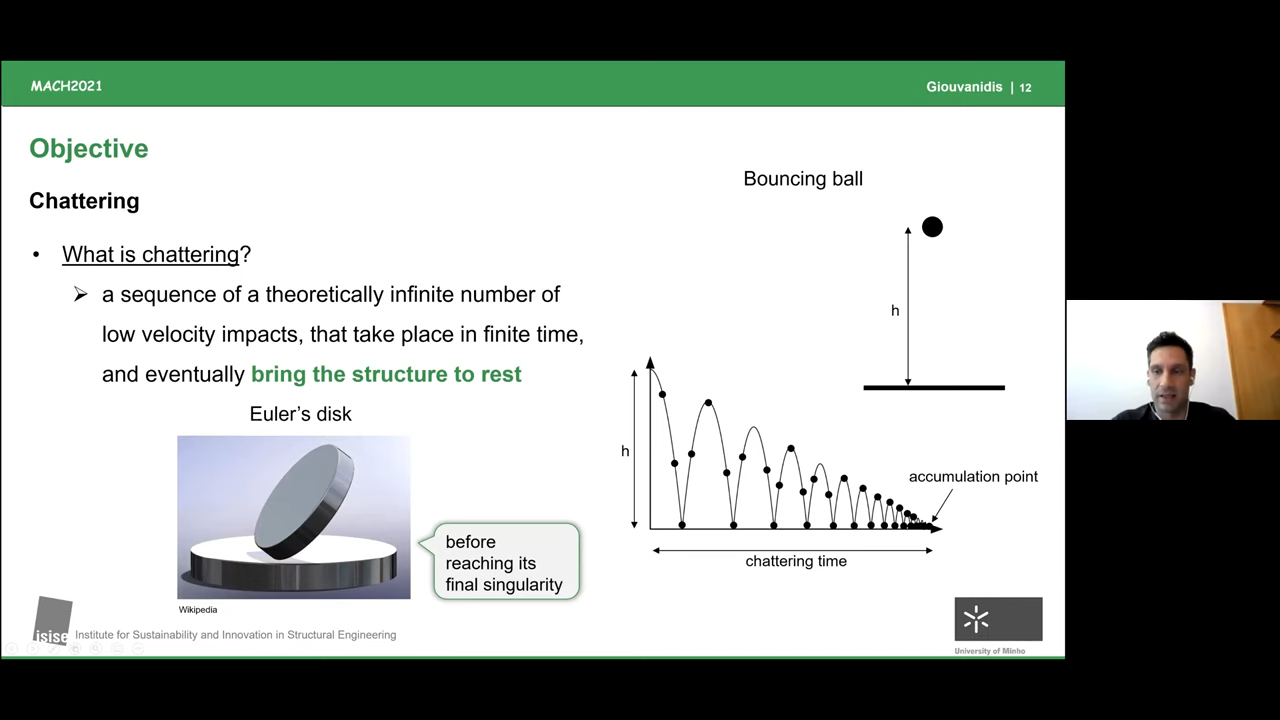 MACH2021
Giouvanidis | 12
Objective
Chattering
• What is chattering?
➢ a sequence of a theoretically infinite number of
low velocity impacts, that take place in finite time,
and eventually bring the structure to rest
Euler's disk
before
reaching its
final singularity
Wikipedia
Bouncing ball
h
h
accumulation point
chattering time
isise
Institute for Sustainability and Innovation in Structural Engineering
University of Minho